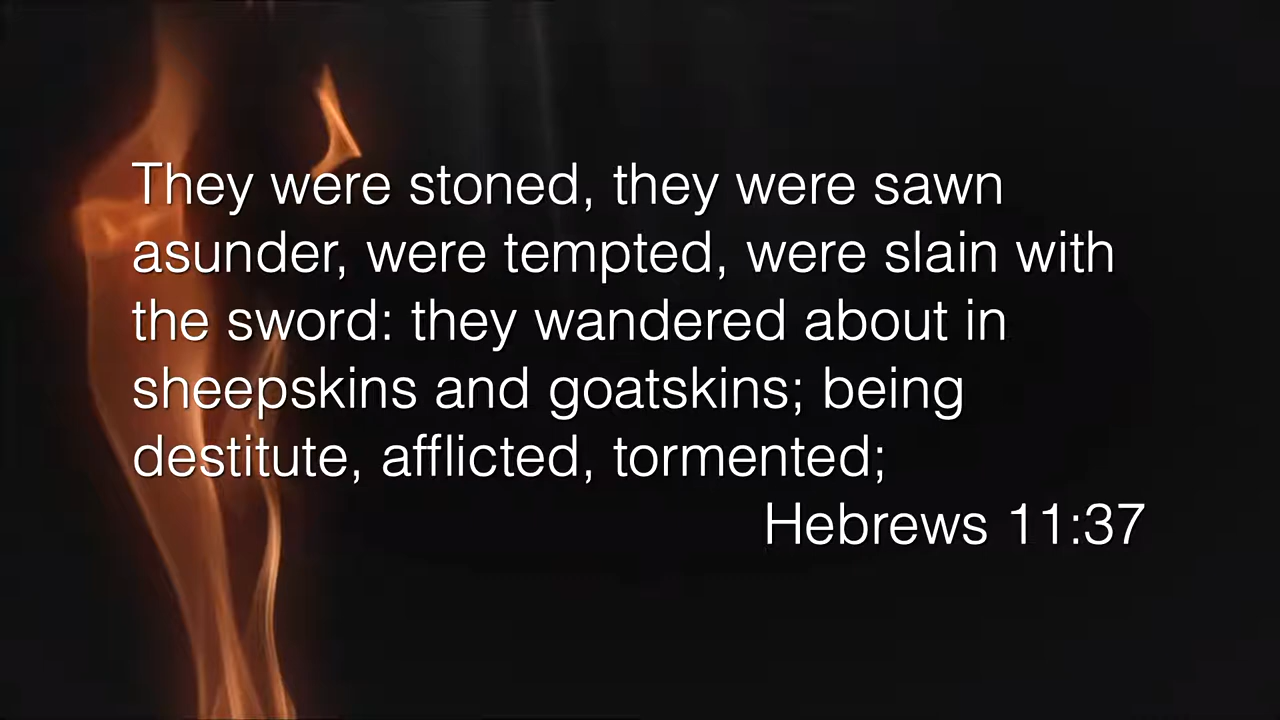 They were stoned, they were sawn
asunder, were tempted, were slain with
the sword: they wandered about in
sheepskins and goatskins; being
destitute, afflicted, tormented;
Hebrews 11:37